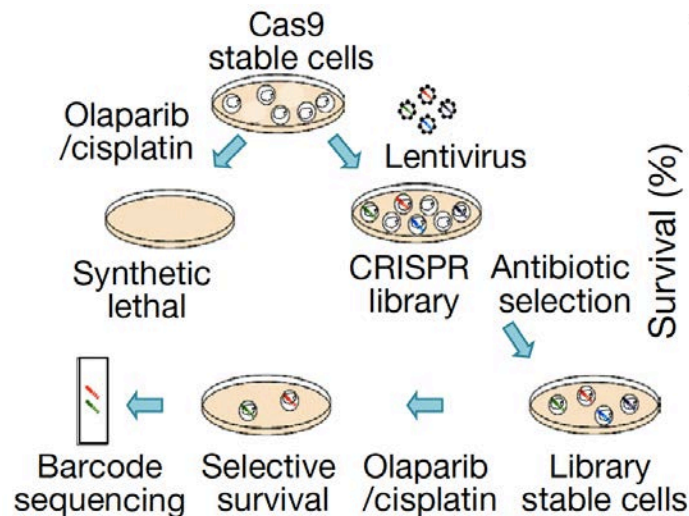 Cas9
stable cells
Olaparib
/cisplatin
Lentivirus
Synthetic
lethal
CRISPR
library
Antibiotic
selection
Survival (%)
Barcode
sequencing
Selective
survival
Olaparib
/cisplatin
Library
stable cells